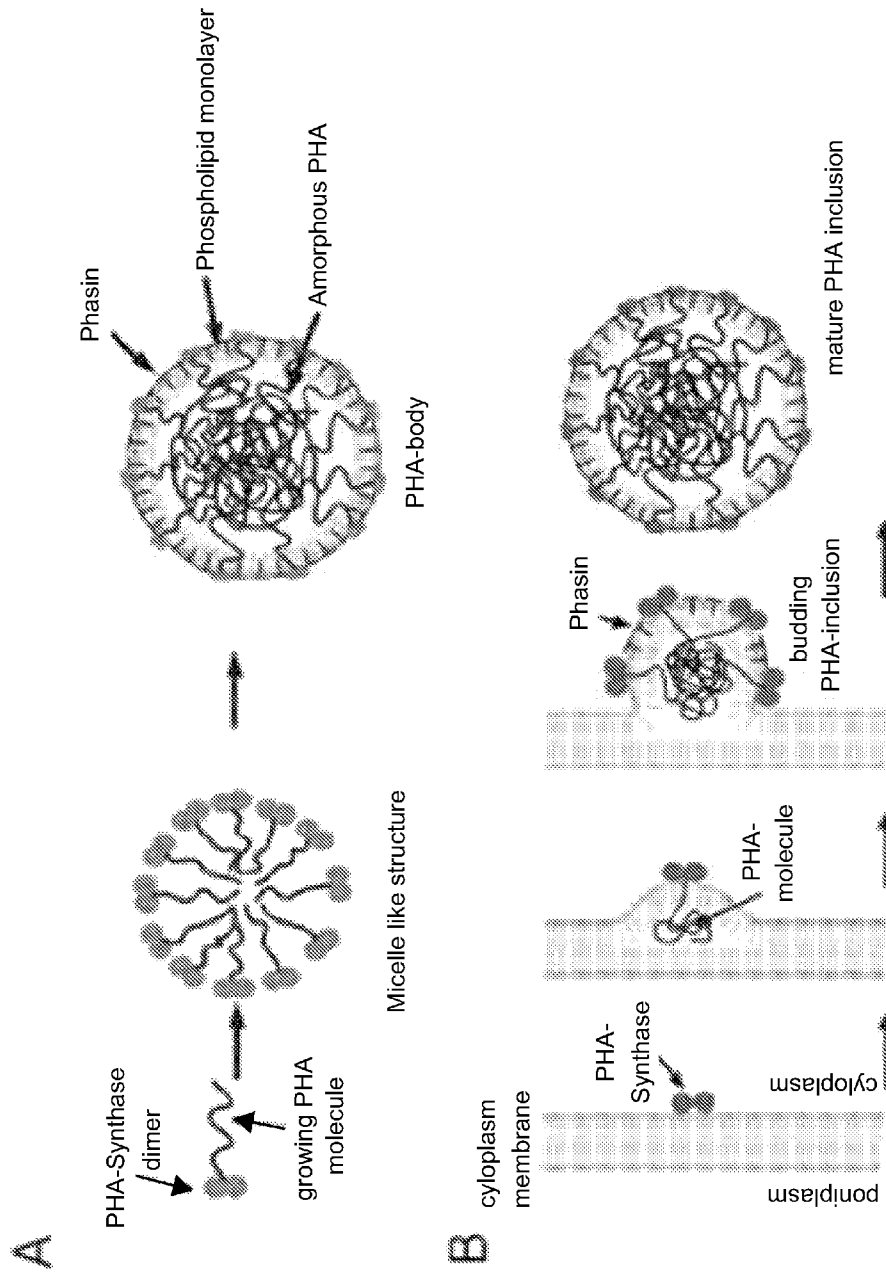 A
PHA-Synthase
dimer
growing PHA
molecule
Micelle like structure
Phasin
Phospholipid monolayer
Amorphous PHA
PHA-body
B
cyloplasm
membrane
poniplasm
cyloplasm
PHA-
Synthase
PHA-
molecule
Phasin
budding
PHA-inclusion
mature PHA inclusion